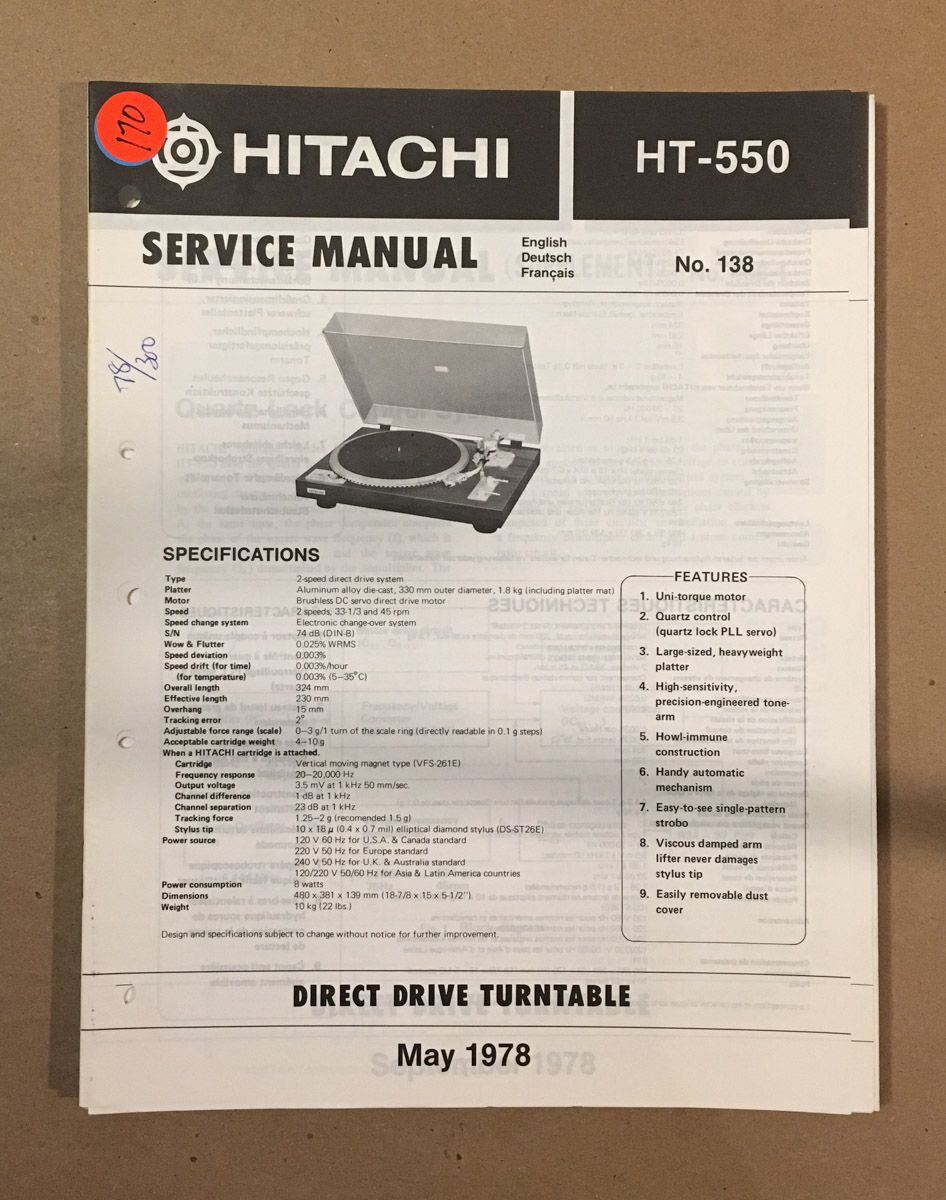 170
HITACHI
HT-550
SERVICE MANUAL
English
Deutsch
Français
No. 138
78/300
SPECIFICATIONS
Type 2-speed direct drive system
Platter Aluminum alloy die-cast, 330 mm outer diameter, 1.8 kg (including platter mat)
Motor Brushless DC servo direct drive motor
Speed 2 speeds; 33-1/3 and 45 rpm
Speed change system Electronic change-over system
S/N 74 dB (DIN-B)
Wow & Flutter 0.025% WRMS
Speed deviation 0.003%
Speed drift (for time) 0.003%/hour
(for temperature) 0.003% (5–35°C)
Overall length 324 mm
Effective length 230 mm
Overhang 15 mm
Tracking error 2°
Adjustable force range (scale) 0–3 g/1 turn of the scale ring (directly readable in 0.1 g steps)
Acceptable cartridge weight 4–10 g
When a HITACHI cartridge is attached.
Cartridge Vertical moving magnet type (VFS-261E)
Frequency response 20–20,000 Hz
Output voltage 3.5 mV at 1 kHz 50 mm/sec.
Channel difference 1 dB at 1 kHz
Channel separation 23 dB at 1 kHz
Tracking force 1.25–2 g (recomended 1.5 g)
Stylus tip 10 x 18 μ (0.4 x 0.7 mil) elliptical diamond stylus (DS-ST26E)
Power source 120 V 60 Hz for U.S.A. & Canada standard
220 V 50 Hz for Europe standard
240 V 50 Hz for U.K. & Australia standard
120/220 V 50/60 Hz for Asia & Latin America countries
Power consumption 8 watts
Dimensions 480 x 381 x 139 mm (18-7/8 x 15 x 5-1/2")
Weight 10 kg (22 lbs.)
Design and specifications subject to change without notice for further improvement.
FEATURES
1. Uni-torque motor
2. Quartz control
(quartz lock PLL servo)
3. Large-sized, heavyweight
platter
4. High-sensitivity,
precision-engineered tone-
arm
5. Howl-immune
construction
6. Handy automatic
mechanism
7. Easy-to-see single-pattern
strobo
8. Viscous damped arm
lifter never damages
stylus tip
9. Easily removable dust
cover
DIRECT DRIVE TURNTABLE
May 1978